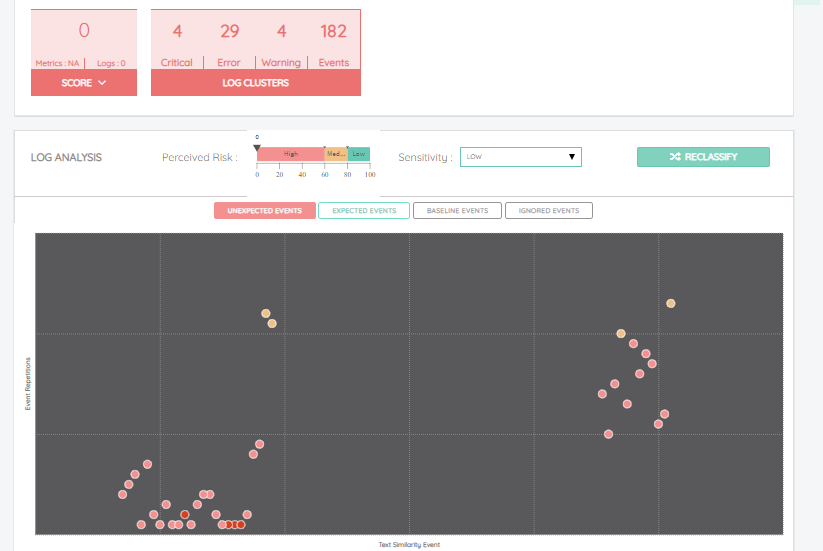 0
4 29 4 182
Metrics : NA Logs : 0
Critical Error Warning Events
SCORE
LOG CLUSTERS
LOG ANALYSIS
Perceived Risk :
0
High Med... Low
0 20 40 60 80 100
Sensitivity :
LOW
RECLASSIFY
UNEXPECTED EVENTS
EXPECTED EVENTS
BASELINE EVENTS
IGNORED EVENTS
Event Repetitions
Text Similarity Event